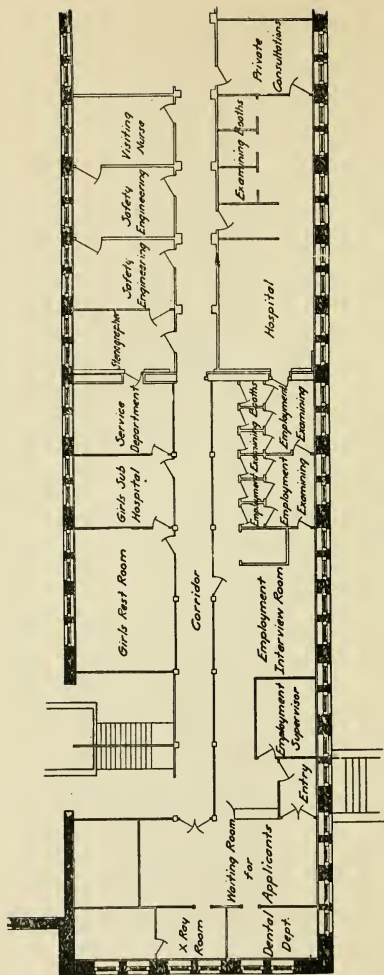 Visiting
Nurse
Safety
Engineering
Safety
Engineering
Stenographer
Service
Department
Girls Sub
Hospital
Girls Rest Room
Corridor
Private
Consultations
Examining Booths
Hospital
Employment Examining Booths
Employment
Examining
Employment
Examining
Employment
Interview Room
Employment
Supervisor
Entry
Waiting Room
for
Applicants
X Ray
Room
Dental
Dept.